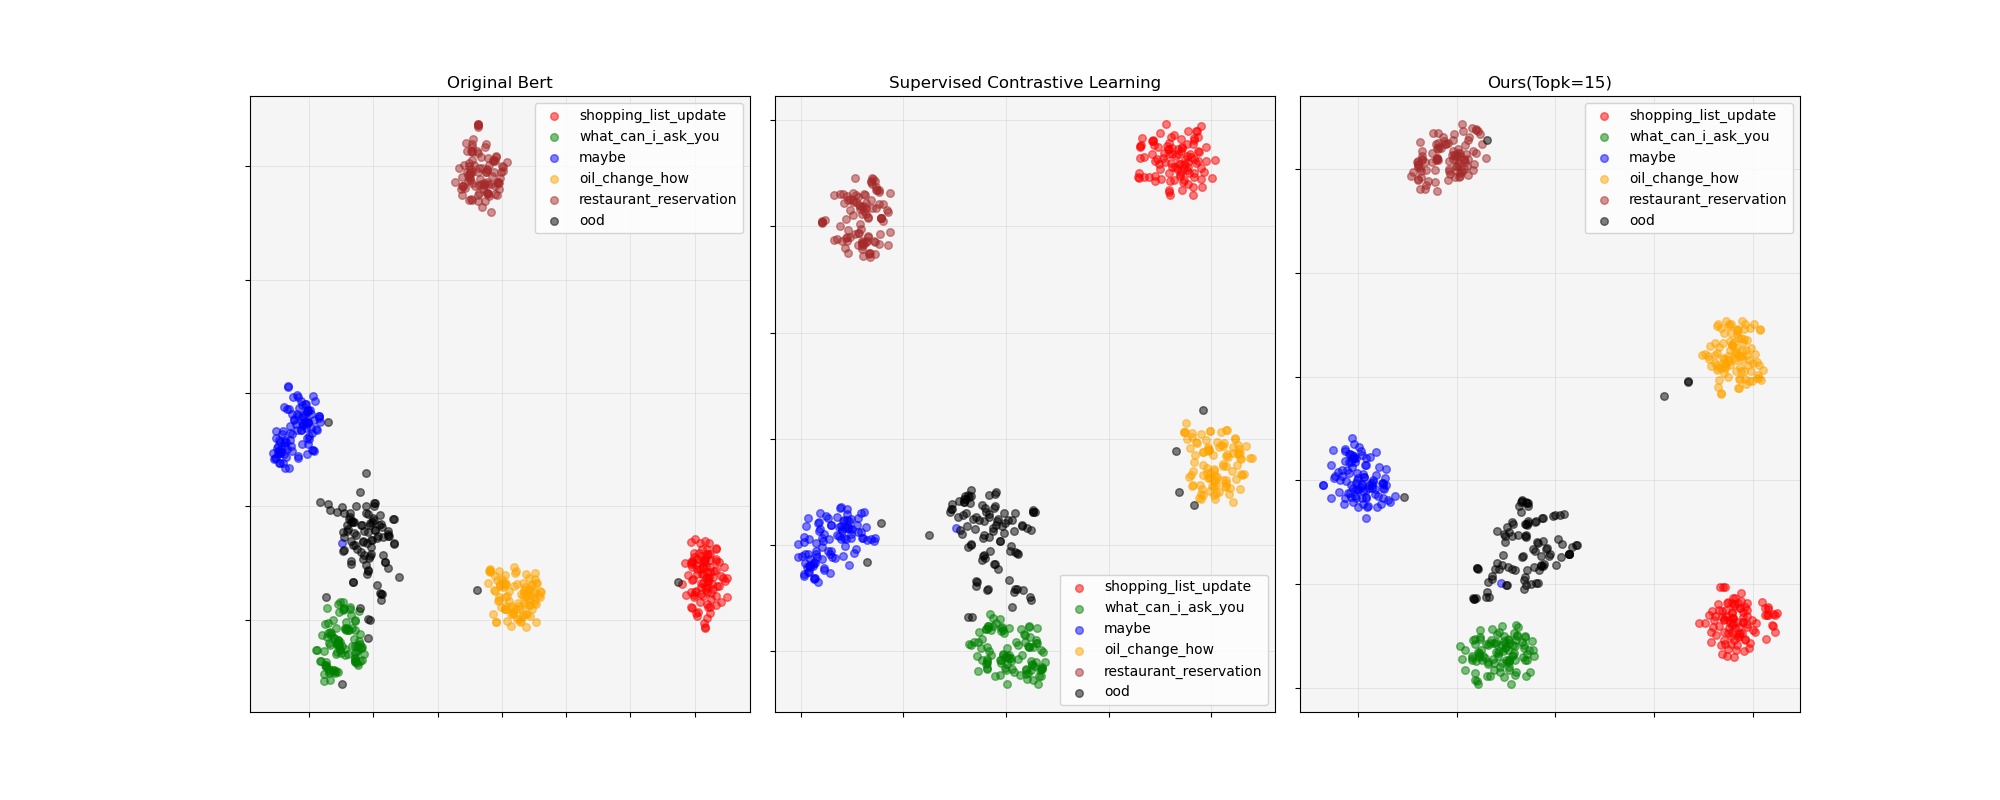 Original Bert
shopping_list_update
what_can_i_ask_you
maybe
oil_change_how
restaurant_reservation
ood
Supervised Contrastive Learning
shopping_list_update
what_can_i_ask_you
maybe
oil_change_how
restaurant_reservation
ood
Ours(Topk=15)
shopping_list_update
what_can_i_ask_you
maybe
oil_change_how
restaurant_reservation
ood